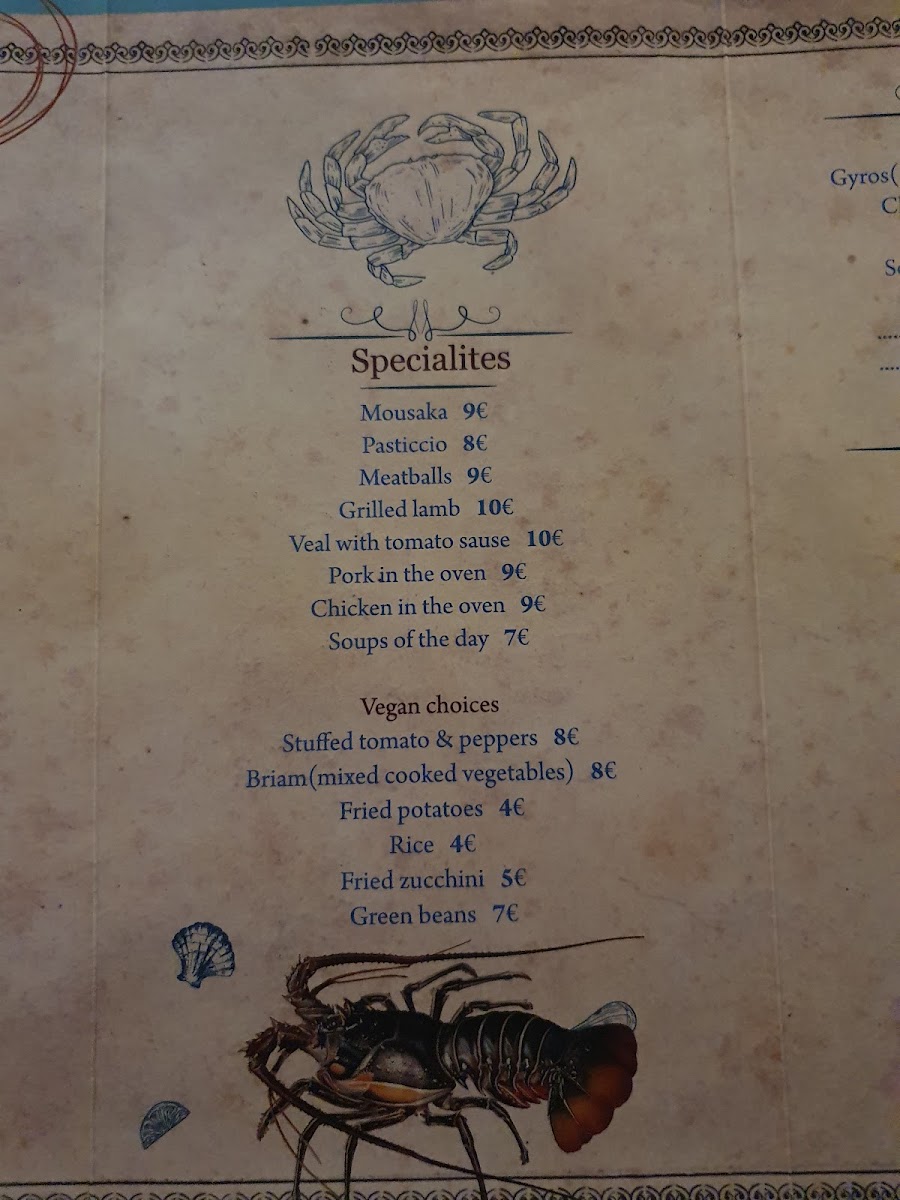 Specialites
Mousaka 9€
Pasticcio 8€
Meatballs 9€
Grilled lamb 10€
Veal with tomato sause 10€
Pork in the oven 9€
Chicken in the oven 9€
Soups of the day 7€
Vegan choices
Stuffed tomato & peppers 8€
Briam(mixed cooked vegetables) 8€
Fried potatoes 4€
Rice 4€
Fried zucchini 5€
Green beans 7€
Gyros(